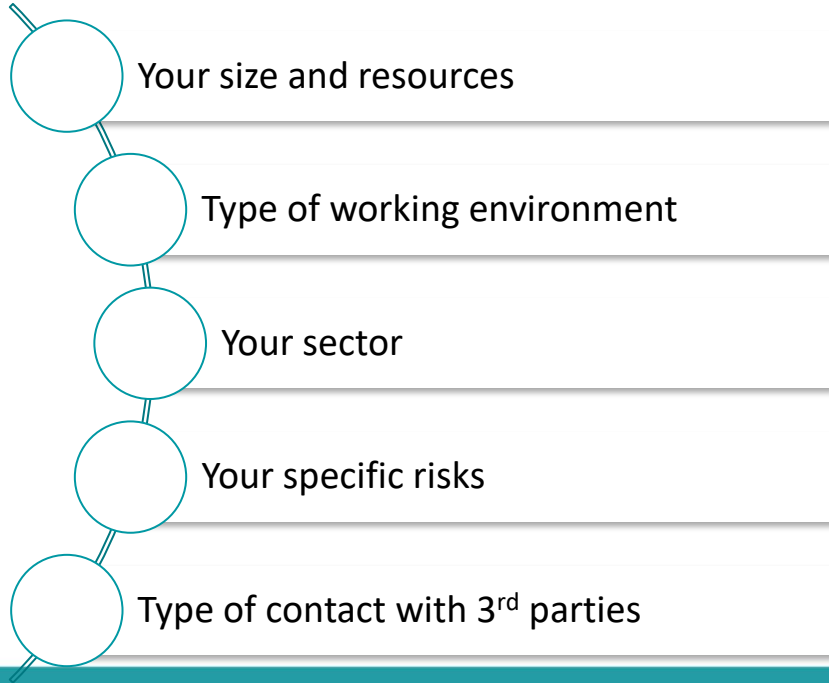 Your size and resources
Type of working environment
Your sector
Your specific risks
Type of contact with 3rd parties